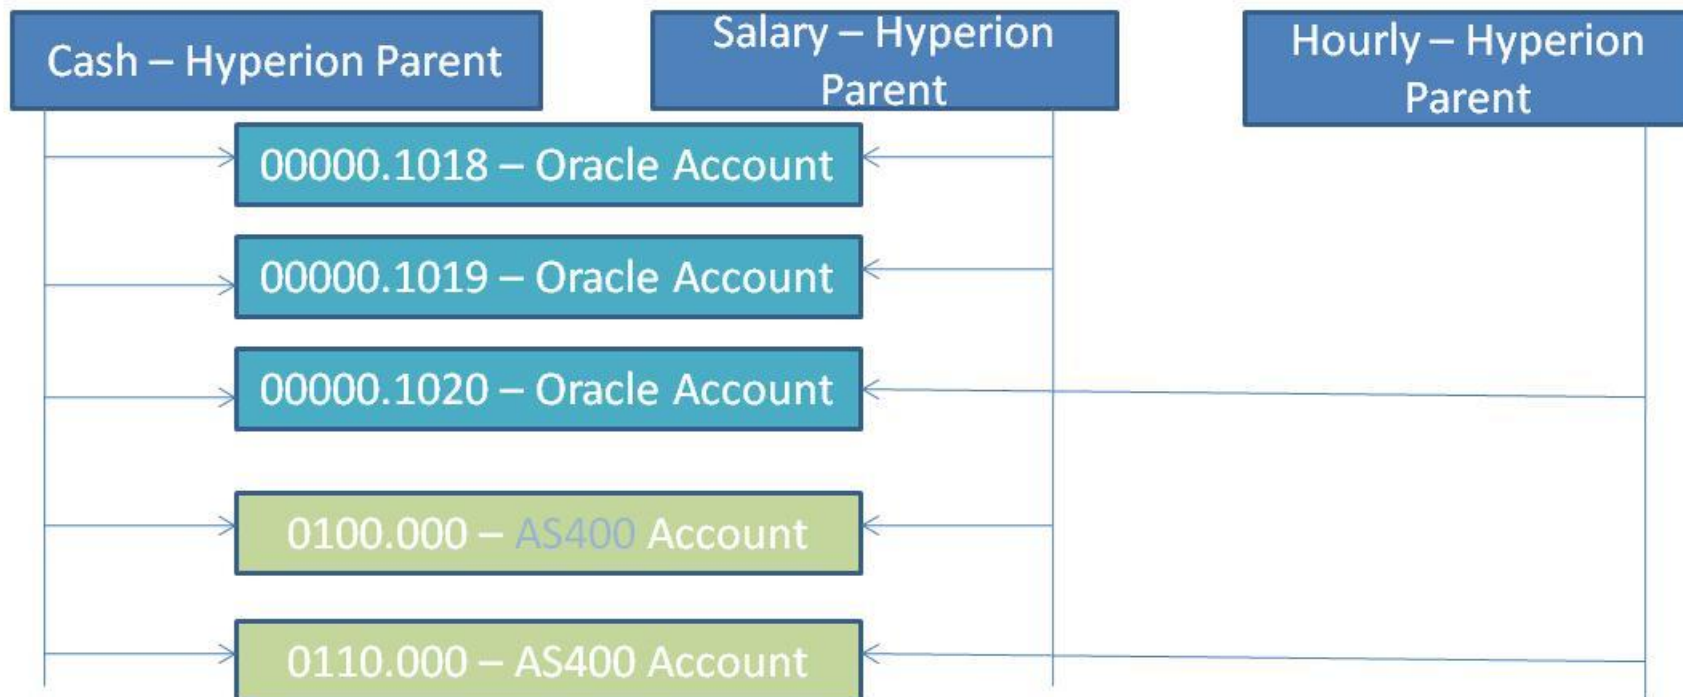 Cash – Hyperion Parent
Salary – Hyperion
Parent
Hourly – Hyperion
Parent
00000.1018 – Oracle Account
00000.1019 – Oracle Account
00000.1020 – Oracle Account
0100.000 – AS400 Account
0110.000 – AS400 Account